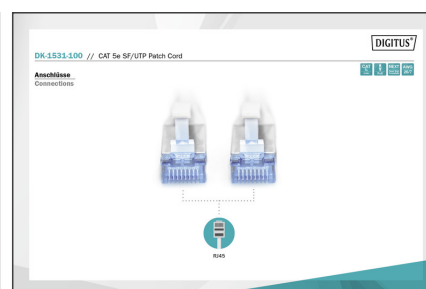 DIGITUS®
DK-1531-100 // CAT 5e SF/UTP Patch Cord
Anschlüsse
Connections
RJ45